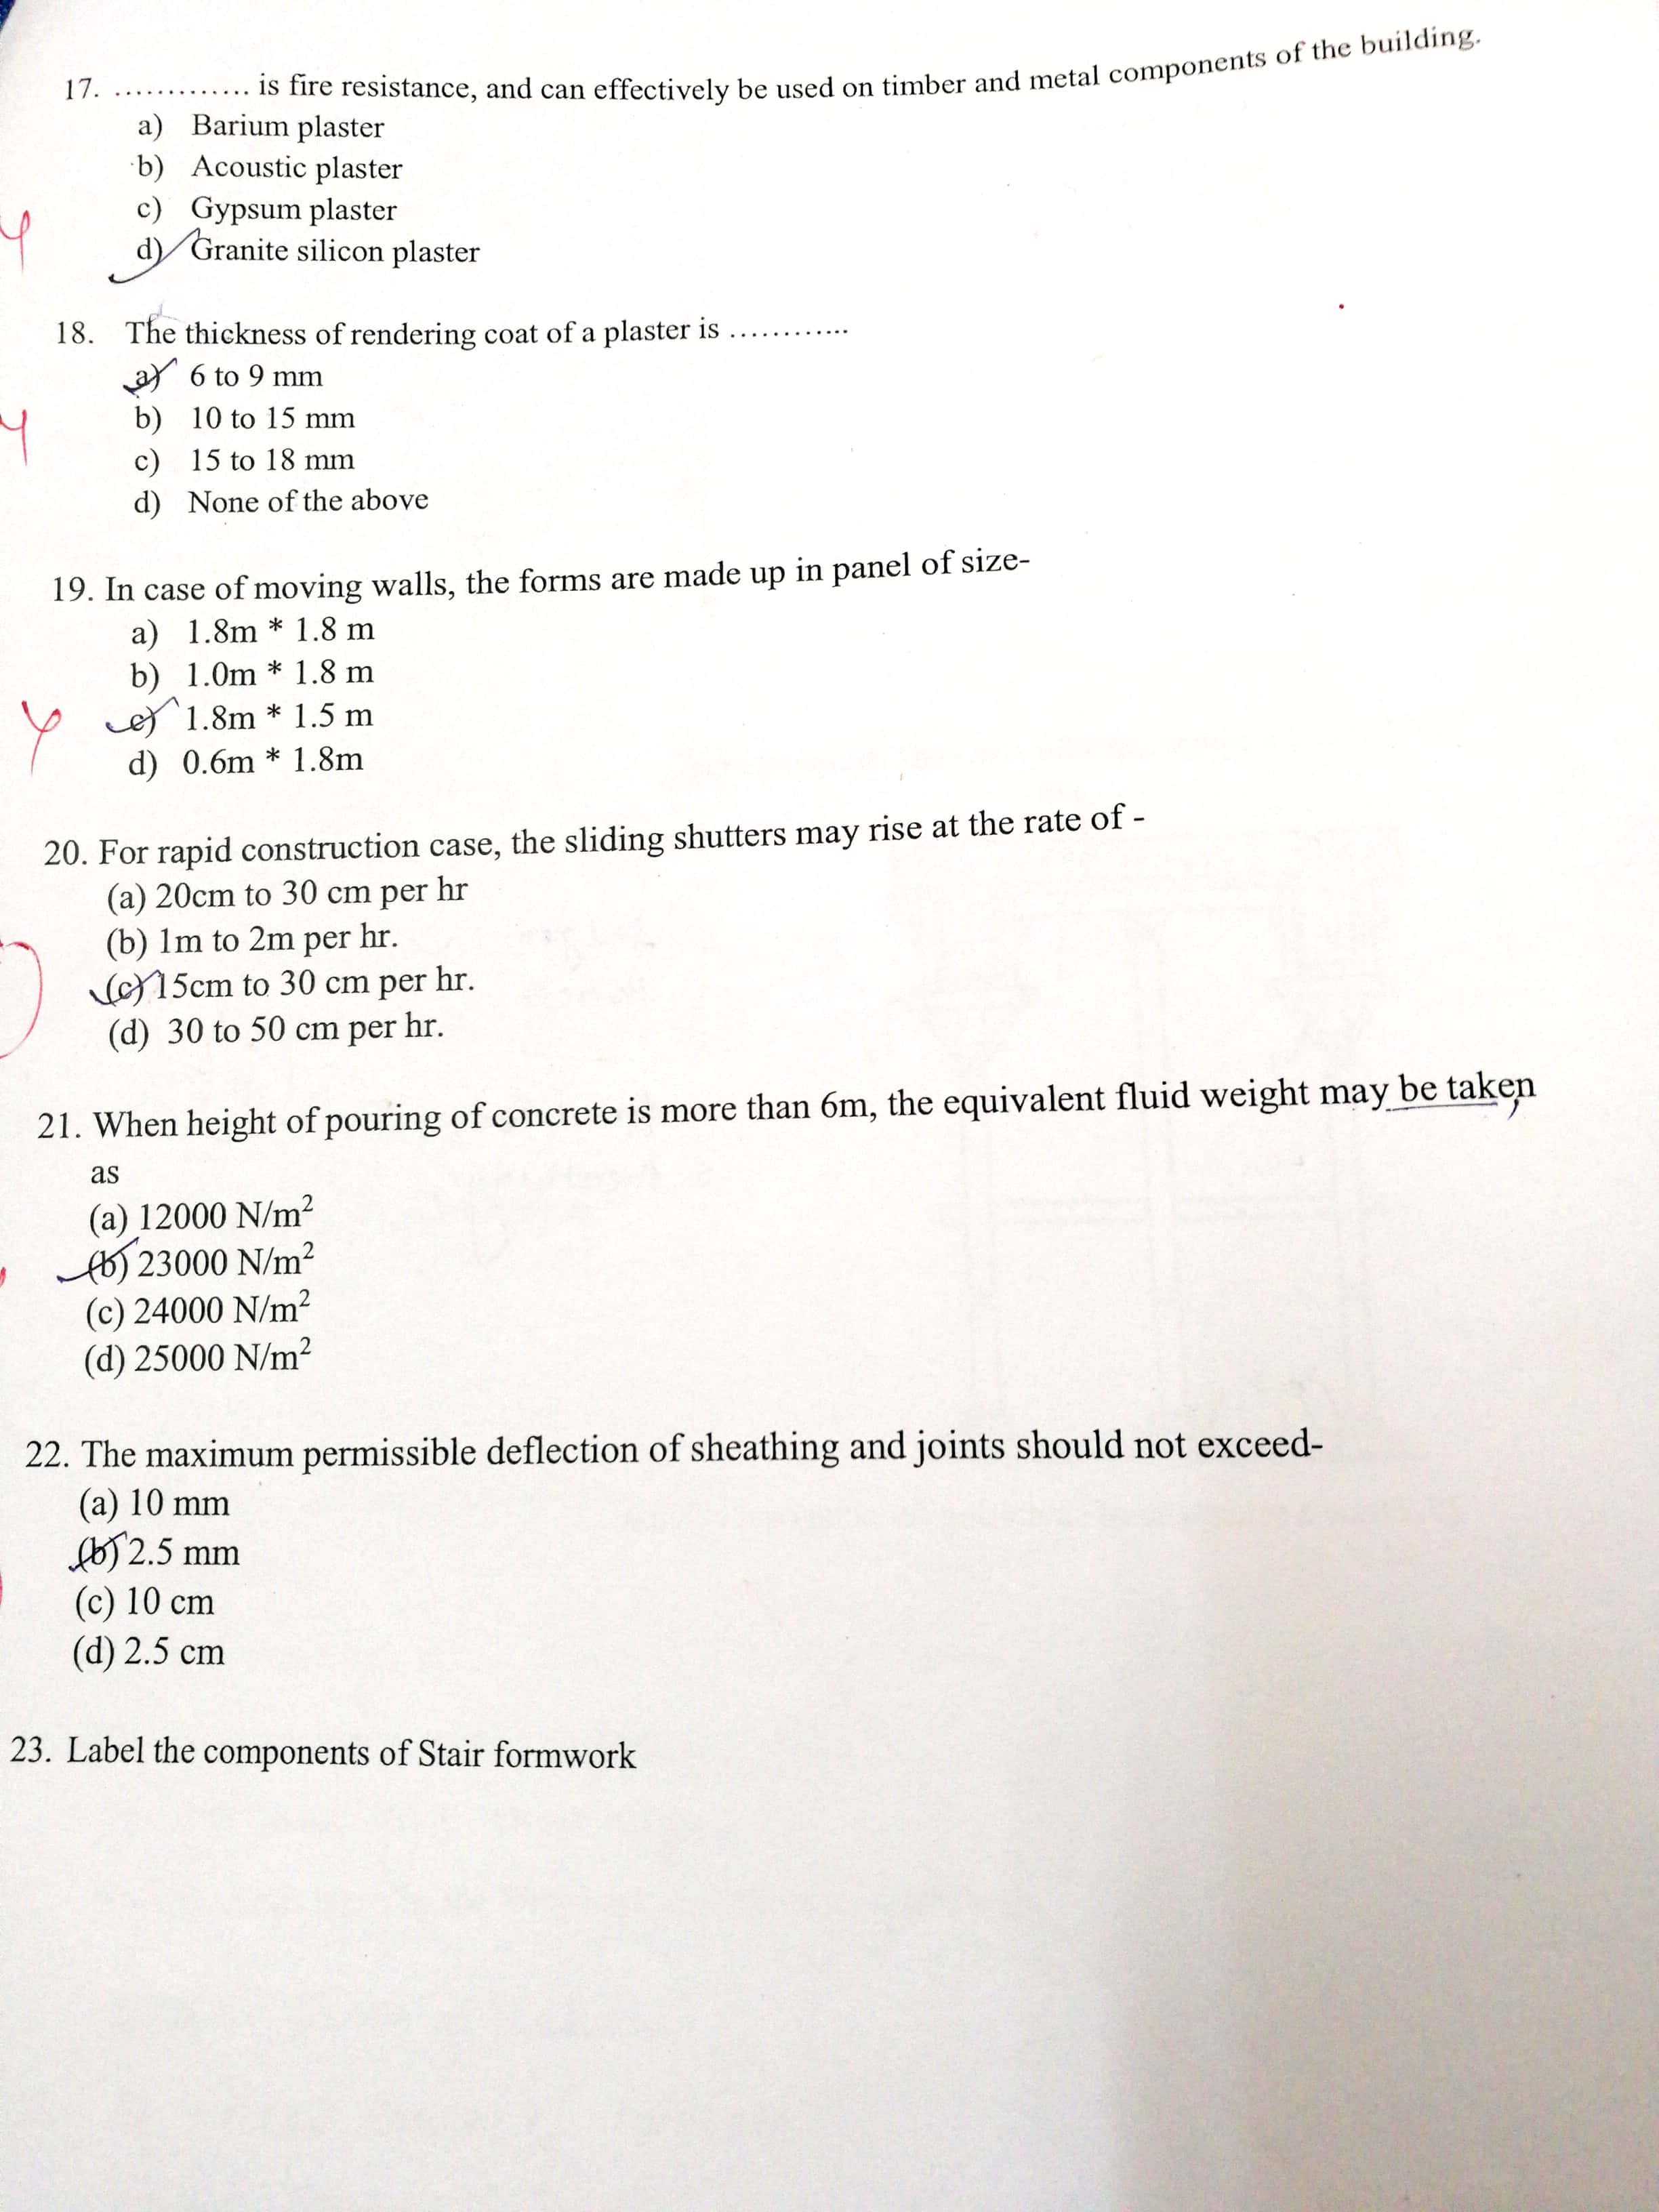 17. ............. is fire resistance, and can effectively be used on timber and metal components of the building.
a) Barium plaster
b) Acoustic plaster
c) Gypsum plaster
d) Granite silicon plaster
18. The thickness of rendering coat of a plaster is ............
a) 6 to 9 mm
b) 10 to 15 mm
c) 15 to 18 mm
d) None of the above
19. In case of moving walls, the forms are made up in panel of size-
a) 1.8m * 1.8 m
b) 1.0m * 1.8 m
c) 1.8m * 1.5 m
d) 0.6m * 1.8m
20. For rapid construction case, the sliding shutters may rise at the rate of -
(a) 20cm to 30 cm per hr
(b) 1m to 2m per hr.
(c) 15cm to 30 cm per hr.
(d) 30 to 50 cm per hr.
21. When height of pouring of concrete is more than 6m, the equivalent fluid weight may be taken
as
(a) 12000 N/m²
(b) 23000 N/m²
(c) 24000 N/m²
(d) 25000 N/m²
22. The maximum permissible deflection of sheathing and joints should not exceed-
(a) 10 mm
(b) 2.5 mm
(c) 10 cm
(d) 2.5 cm
23. Label the components of Stair formwork